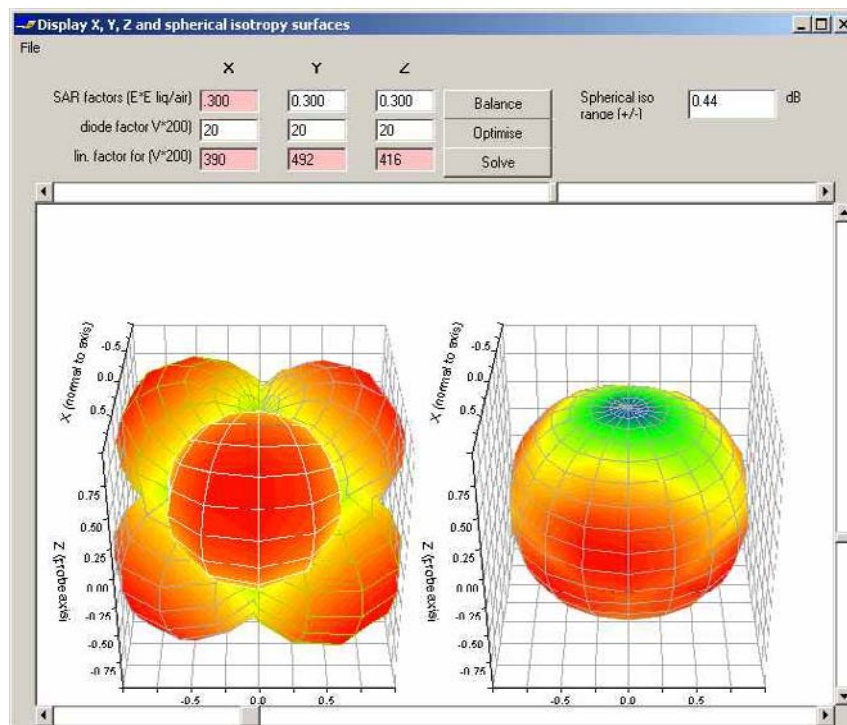 Display X, Y, Z and spherical isotropy surfaces
File
X Y Z
SAR factors (E*E liq/air) .300 0.300 0.300 Balance Spherical iso range (+/-) 0.44 dB
diode factor V*200) 20 20 20 Optimise
lin. factor for (V*200) 390 492 416 Solve
X (normal to axis)
-0.5
0.0
0.5
Z (probe axis)
0.75
0.50
0.25
0.00
-0.25
-0.50
-0.75
-0.5 0.0 0.5
X (normal to axis)
-0.5
0.0
0.5
Z (probe axis)
0.75
0.50
0.25
0.00
-0.25
-0.50
-0.75
-0.5 0.0 0.5